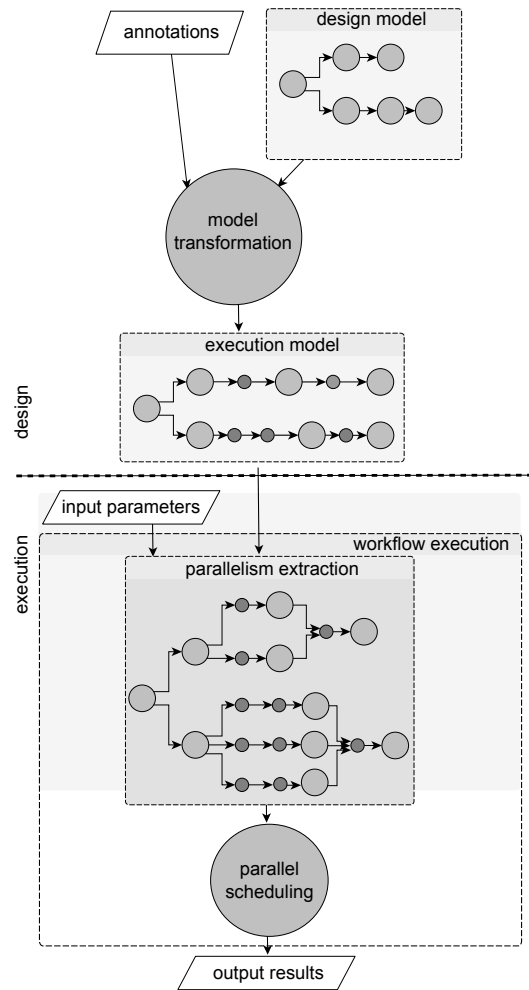 annotations
design model
model
transformation
execution model
design
input parameters
execution
workflow execution
parallelism extraction
parallel
scheduling
output results